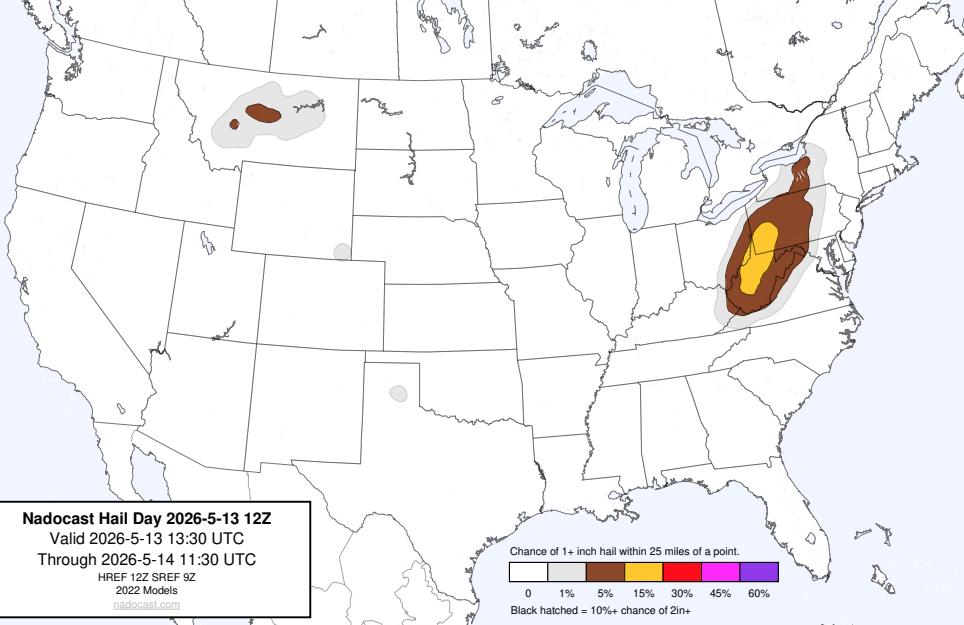 Nadocast Hail Day 2026-5-13 12Z
Valid 2026-5-13 13:30 UTC
Through 2026-5-14 11:30 UTC
HREF 12Z SREF 9Z
2022 Models
nadocast.com
Chance of 1+ inch hail within 25 miles of a point.
0 1% 5% 15% 30% 45% 60%
Black hatched = 10%+ chance of 2in+